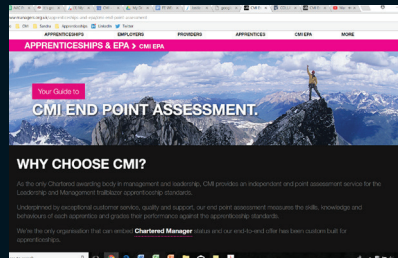 APPRENTICESHIPS EMPLOYERS PROVIDERS APPRENTICES CMI EPA MORE
APPRENTICESHIPS & EPA > CMI EPA
Your Guide to
CMI END POINT ASSESSMENT.
WHY CHOOSE CMI?
As the only Chartered awarding body in management and leadership, CMI provides an independent end point assessment service for the
Leadership and Management trailblazer apprenticeship standards.
Underpinned by exceptional customer service, quality and support, our end point assessment measures the skills, knowledge and
behaviours of each apprentice and grades their performance against the apprenticeship standards.
We're the only organisation that can embed Chartered Manager status and our end-to-end offer has been custom built for
apprenticeships.